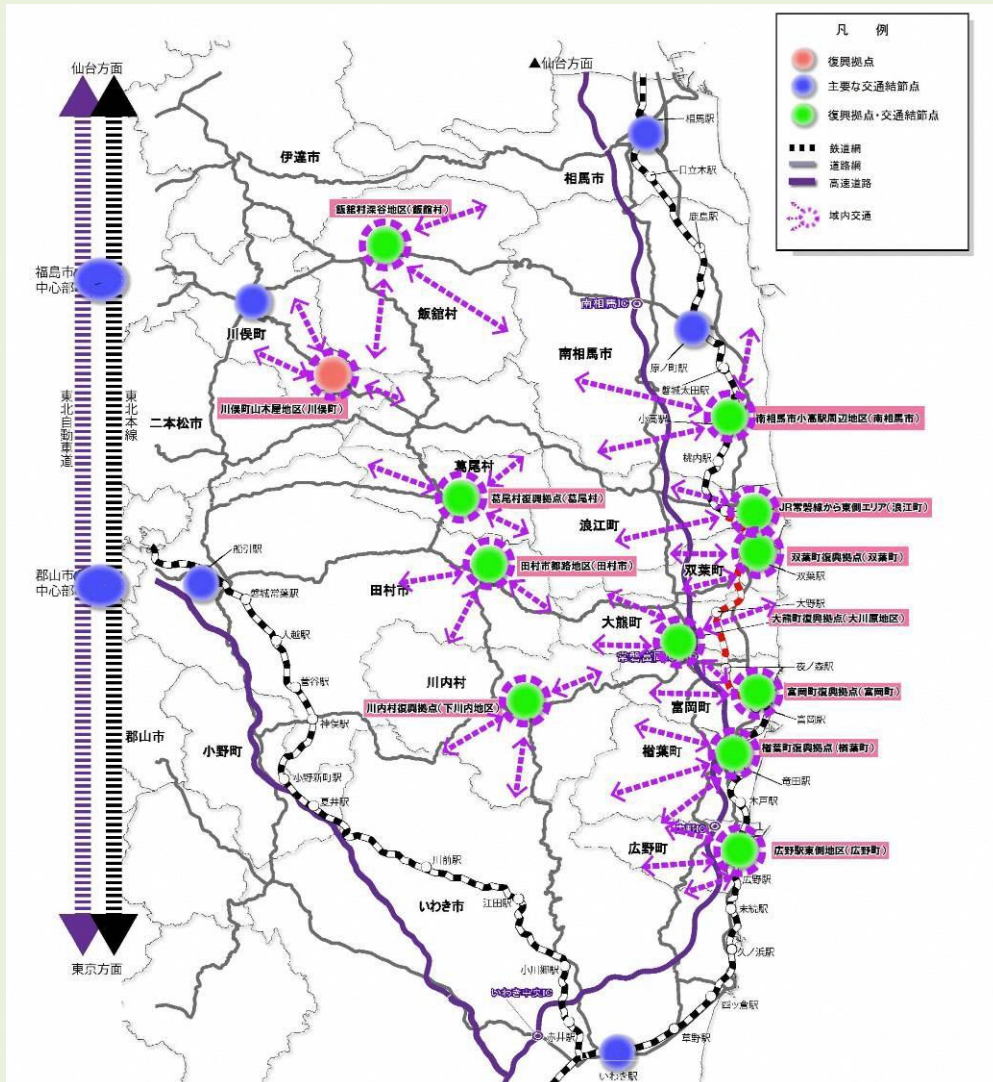 凡例
復興拠点
主要な交通結節点
復興拠点・交通結節点
鉄道網
道路網
高速道路
域内交通
仙台方面
▲仙台方面
相馬駅
日立木駅
伊達市
相馬市
鹿島駅
飯舘村深谷地区(飯舘村)
福島市
中心部
南相馬IC
飯舘村
川俣町
南相馬市
原ノ町駅
磐城太田駅
川俣町山木屋地区(川俣町)
小高駅
南相馬市小高駅周辺地区(南相馬市)
二本松市
東北自動車道
東北本線
桃内駅
葛尾村
葛尾村復興拠点(葛尾村)
JR常磐線から東側エリア(浪江町)
浪江町
船引駅
双葉町復興拠点(双葉町)
田村市都路地区(田村市)
双葉町
双葉駅
郡山市
中心部
磐城常葉駅
田村市
大野駅
大熊町
大熊町復興拠点(大川原地区)
大越駅
夜ノ森駅
川内村
菅谷駅
富岡町復興拠点(富岡町)
川内村復興拠点(下川内地区)
富岡町
富岡駅
神俣駅
郡山市
小野町
楢葉町
楢葉町復興拠点(楢葉町)
小野新町駅
竜田駅
夏井駅
木戸駅
広野町
広野駅東側地区(広野町)
川前駅
広野駅
いわき市
江田駅
末続駅
久ノ浜駅
東京方面
小川郷駅
いわき中央IC
四ッ倉駅
赤井駅
草野駅
いわき駅